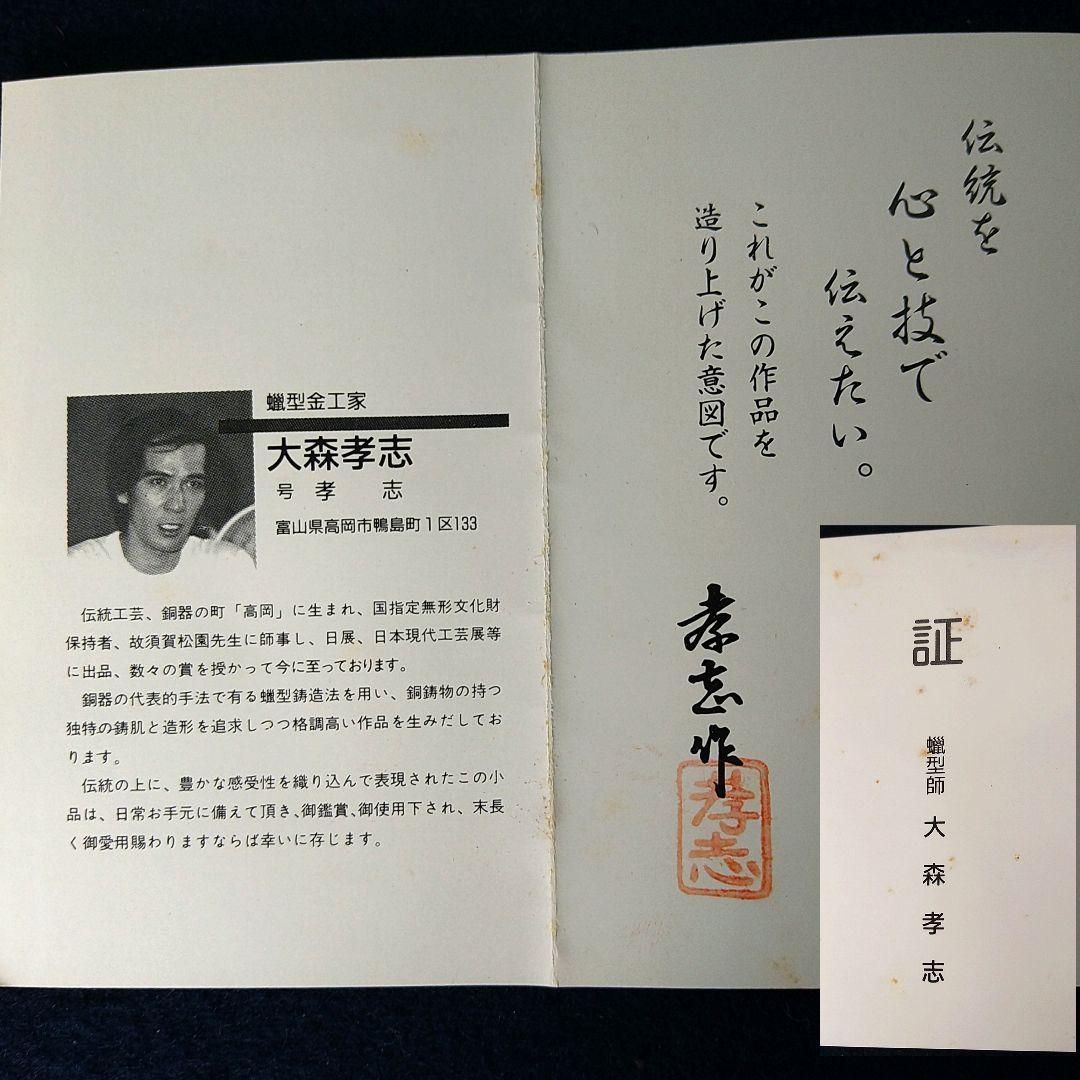 蠟型金工家
大森孝志
号 孝 志
富山県高岡市鴨島町1区133
伝統工芸、銅器の町「高岡」に生まれ、国指定無形文化財
保持者、故須賀松園先生に師事し、日展、日本現代工芸展等
に出品、数々の賞を授かって今に至っております。
銅器の代表的手法で有る蠟型鋳造法を用い、銅鋳物の持つ
独特の鋳肌と造形を追求しつつ格調高い作品を生みだしてお
ります。
伝統の上に、豊かな感受性を織り込んで表現されたこの小
品は、日常お手元に備えて頂き、御鑑賞、御使用下され、末長
く御愛用賜わりますならば幸いに存じます。
伝統を
心と技で
伝えたい。
これがこの作品を
造り上げた意図です。
孝志作
孝志
証
蠟型師 大森孝志